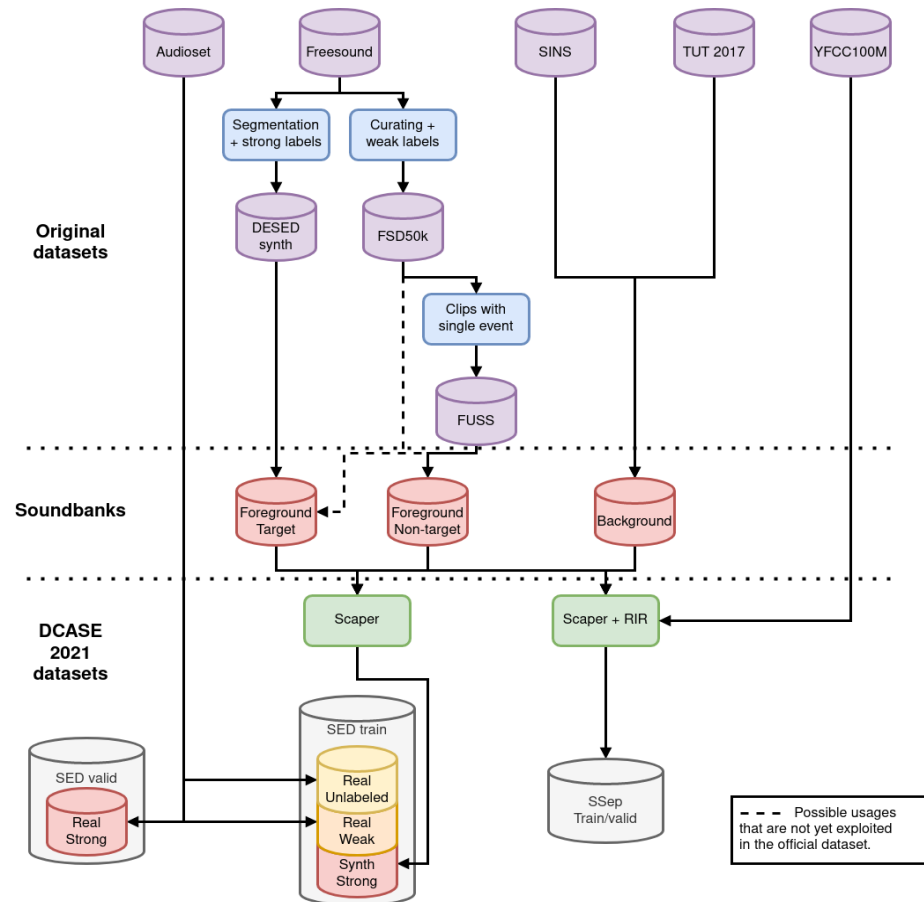 Audioset
Freesound
SINS
TUT 2017
YFCC100M
Segmentation
+ strong labels
Curating +
weak labels
Original
datasets
DESED
synth
FSD50k
Clips with
single event
FUSS
Soundbanks
Foreground
Target
Foreground
Non-target
Background
DCASE
2021
datasets
Scaper
Scaper + RIR
SED valid
Real
Strong
SED train
Real
Unlabeled
Real
Weak
Synth
Strong
SSep
Train/valid
Possible usages
that are not yet exploited
in the official dataset.